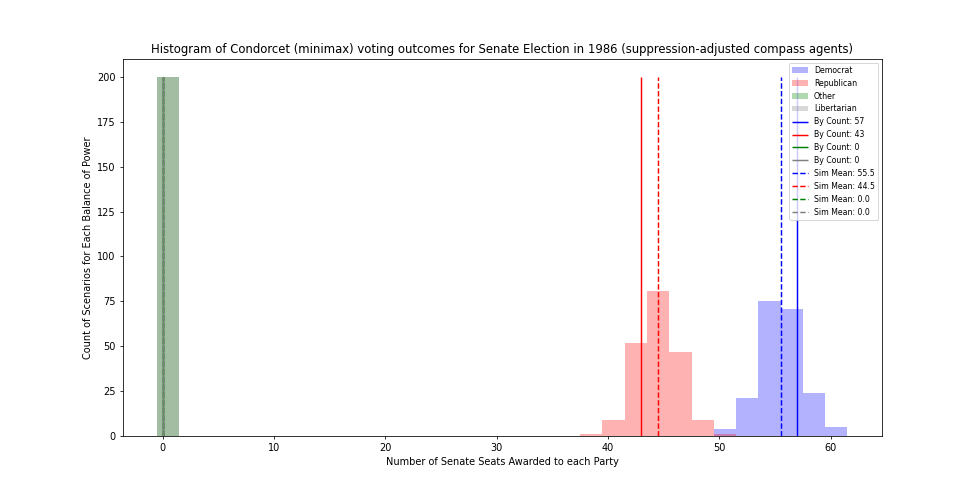 Histogram of Condorcet (minimax) voting outcomes for Senate Election in 1986 (suppression-adjusted compass agents)
Count of Scenarios for Each Balance of Power
200
175
150
125
100
75
50
25
0
Democrat
Republican
Other
Libertarian
By Count: 57
By Count: 43
By Count: 0
By Count: 0
Sim Mean: 55.5
Sim Mean: 44.5
Sim Mean: 0.0
Sim Mean: 0.0
0 10 20 30 40 50 60
Number of Senate Seats Awarded to each Party